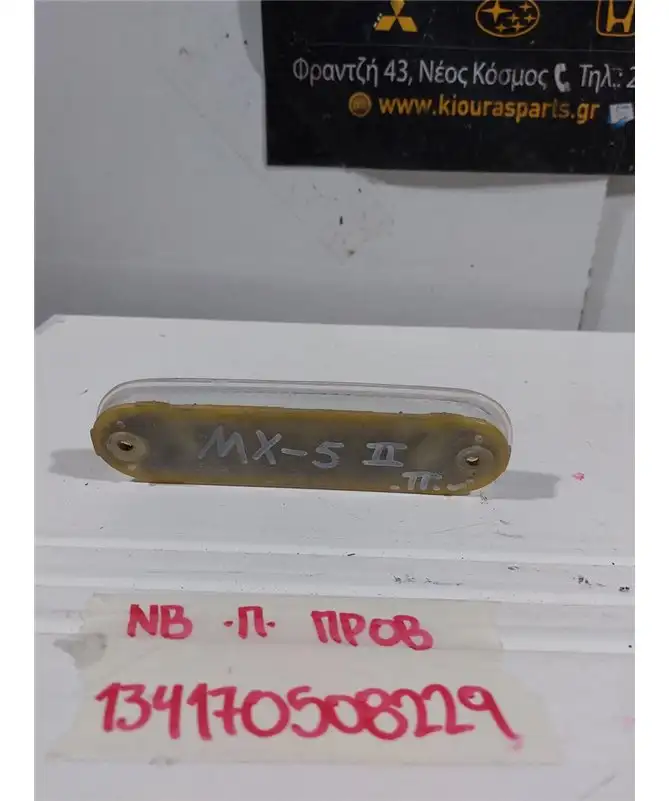 Φραντζή 43, Νέος Κόσμος Τηλ.: 2
www.kiourasparts.gr
MX-5 II
.π.-
NB .Π. ΠΡΟΒ
134170508229